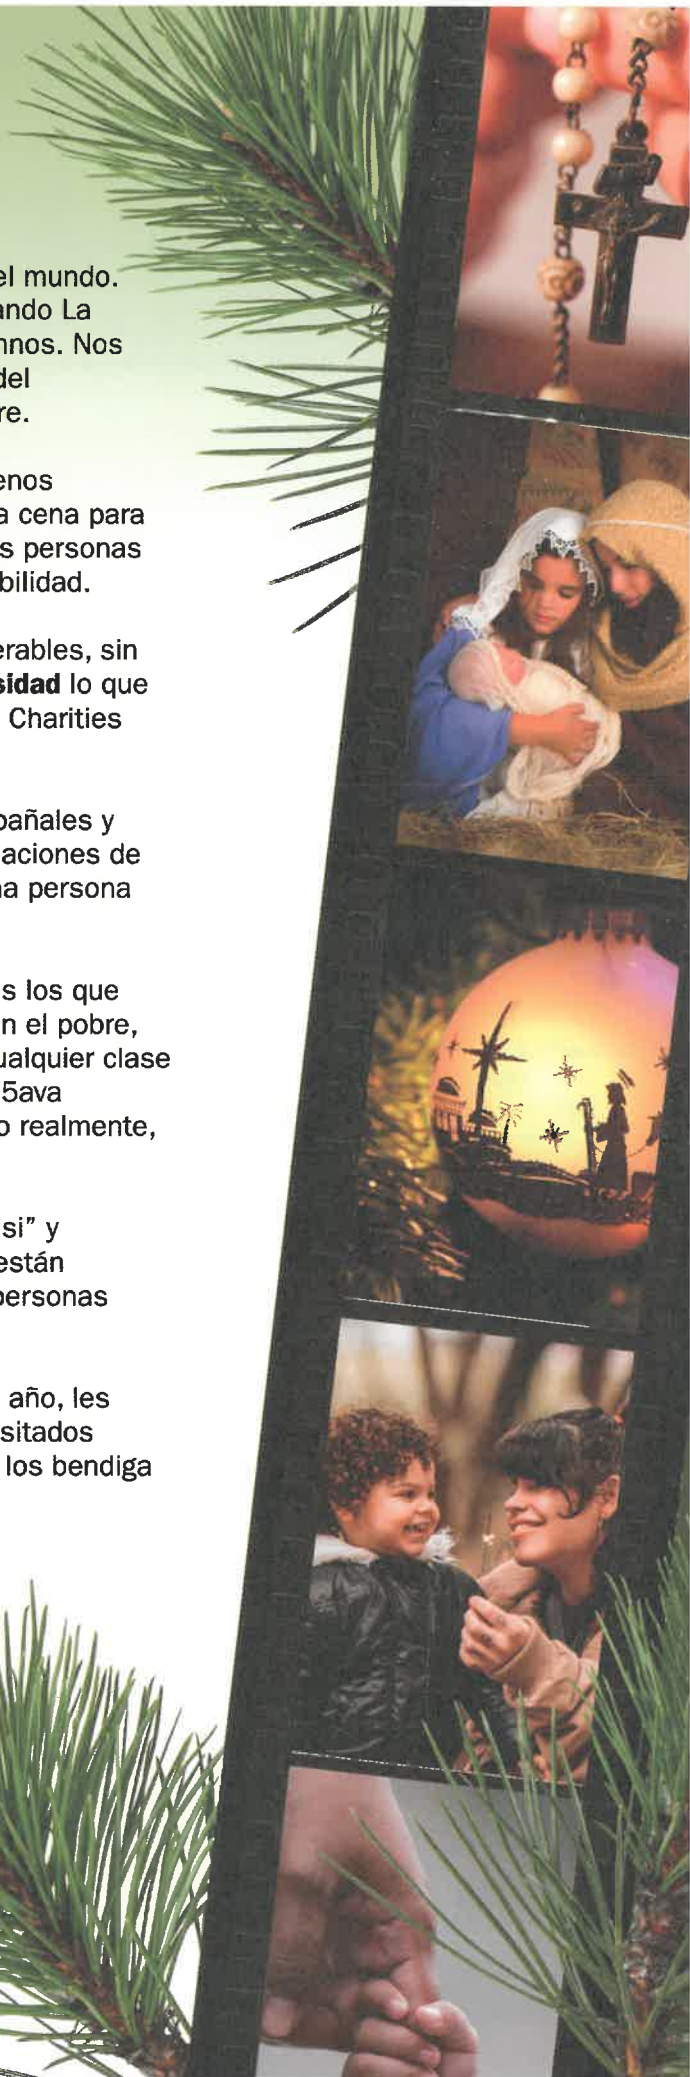 el mundo.
ando La
nnos. Nos
del
re.
enos
a cena para
s personas
bilidad.
erables, sin
sidad lo que
Charities
pañales y
aciones de
na persona
s los que
n el pobre,
ualquier clase
5ava
o realmente,
si” y
están
personas
año, les
sitados
los bendiga